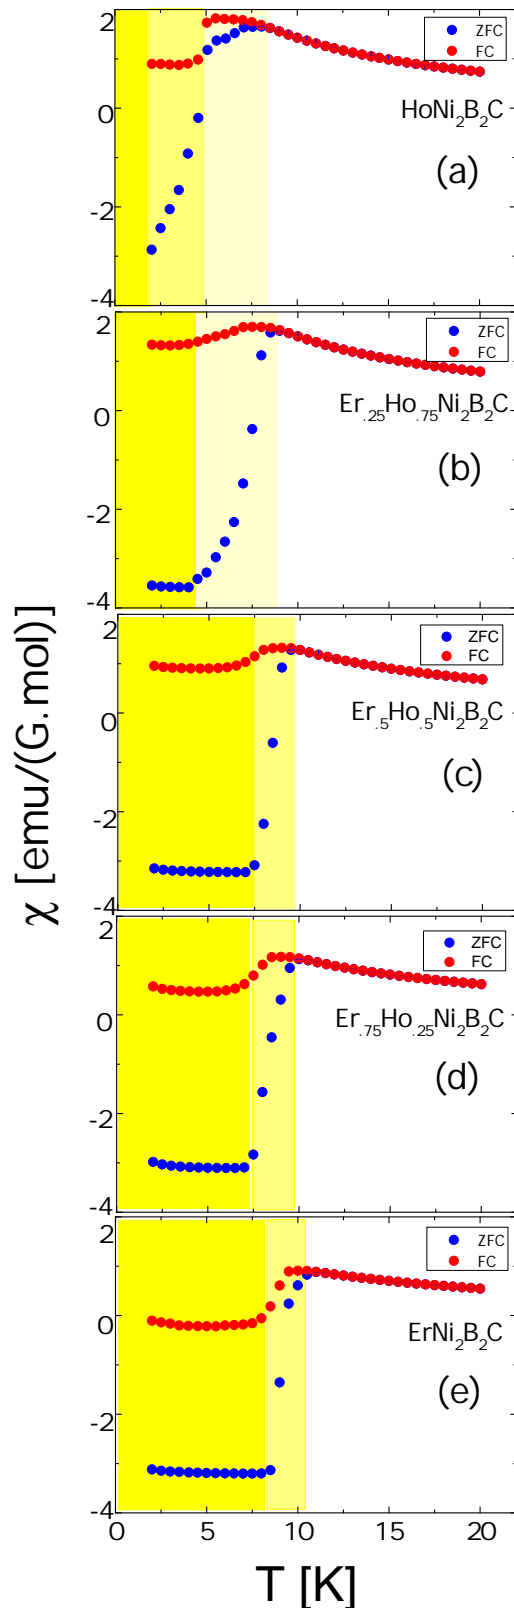 2
0
-2
-4
ZFC
FC
HoNi₂B₂C
(a)
2
0
-2
-4
ZFC
FC
Er.₂₅Ho.₇₅Ni₂B₂C
(b)
2
0
-2
-4
ZFC
FC
Er.₅Ho.₅Ni₂B₂C
(c)
χ [emu/(G.mol)]
2
0
-2
-4
ZFC
FC
Er.₇₅Ho.₂₅Ni₂B₂C
(d)
2
0
-2
-4
ZFC
FC
ErNi₂B₂C
(e)
0 5 10 15 20
T [K]